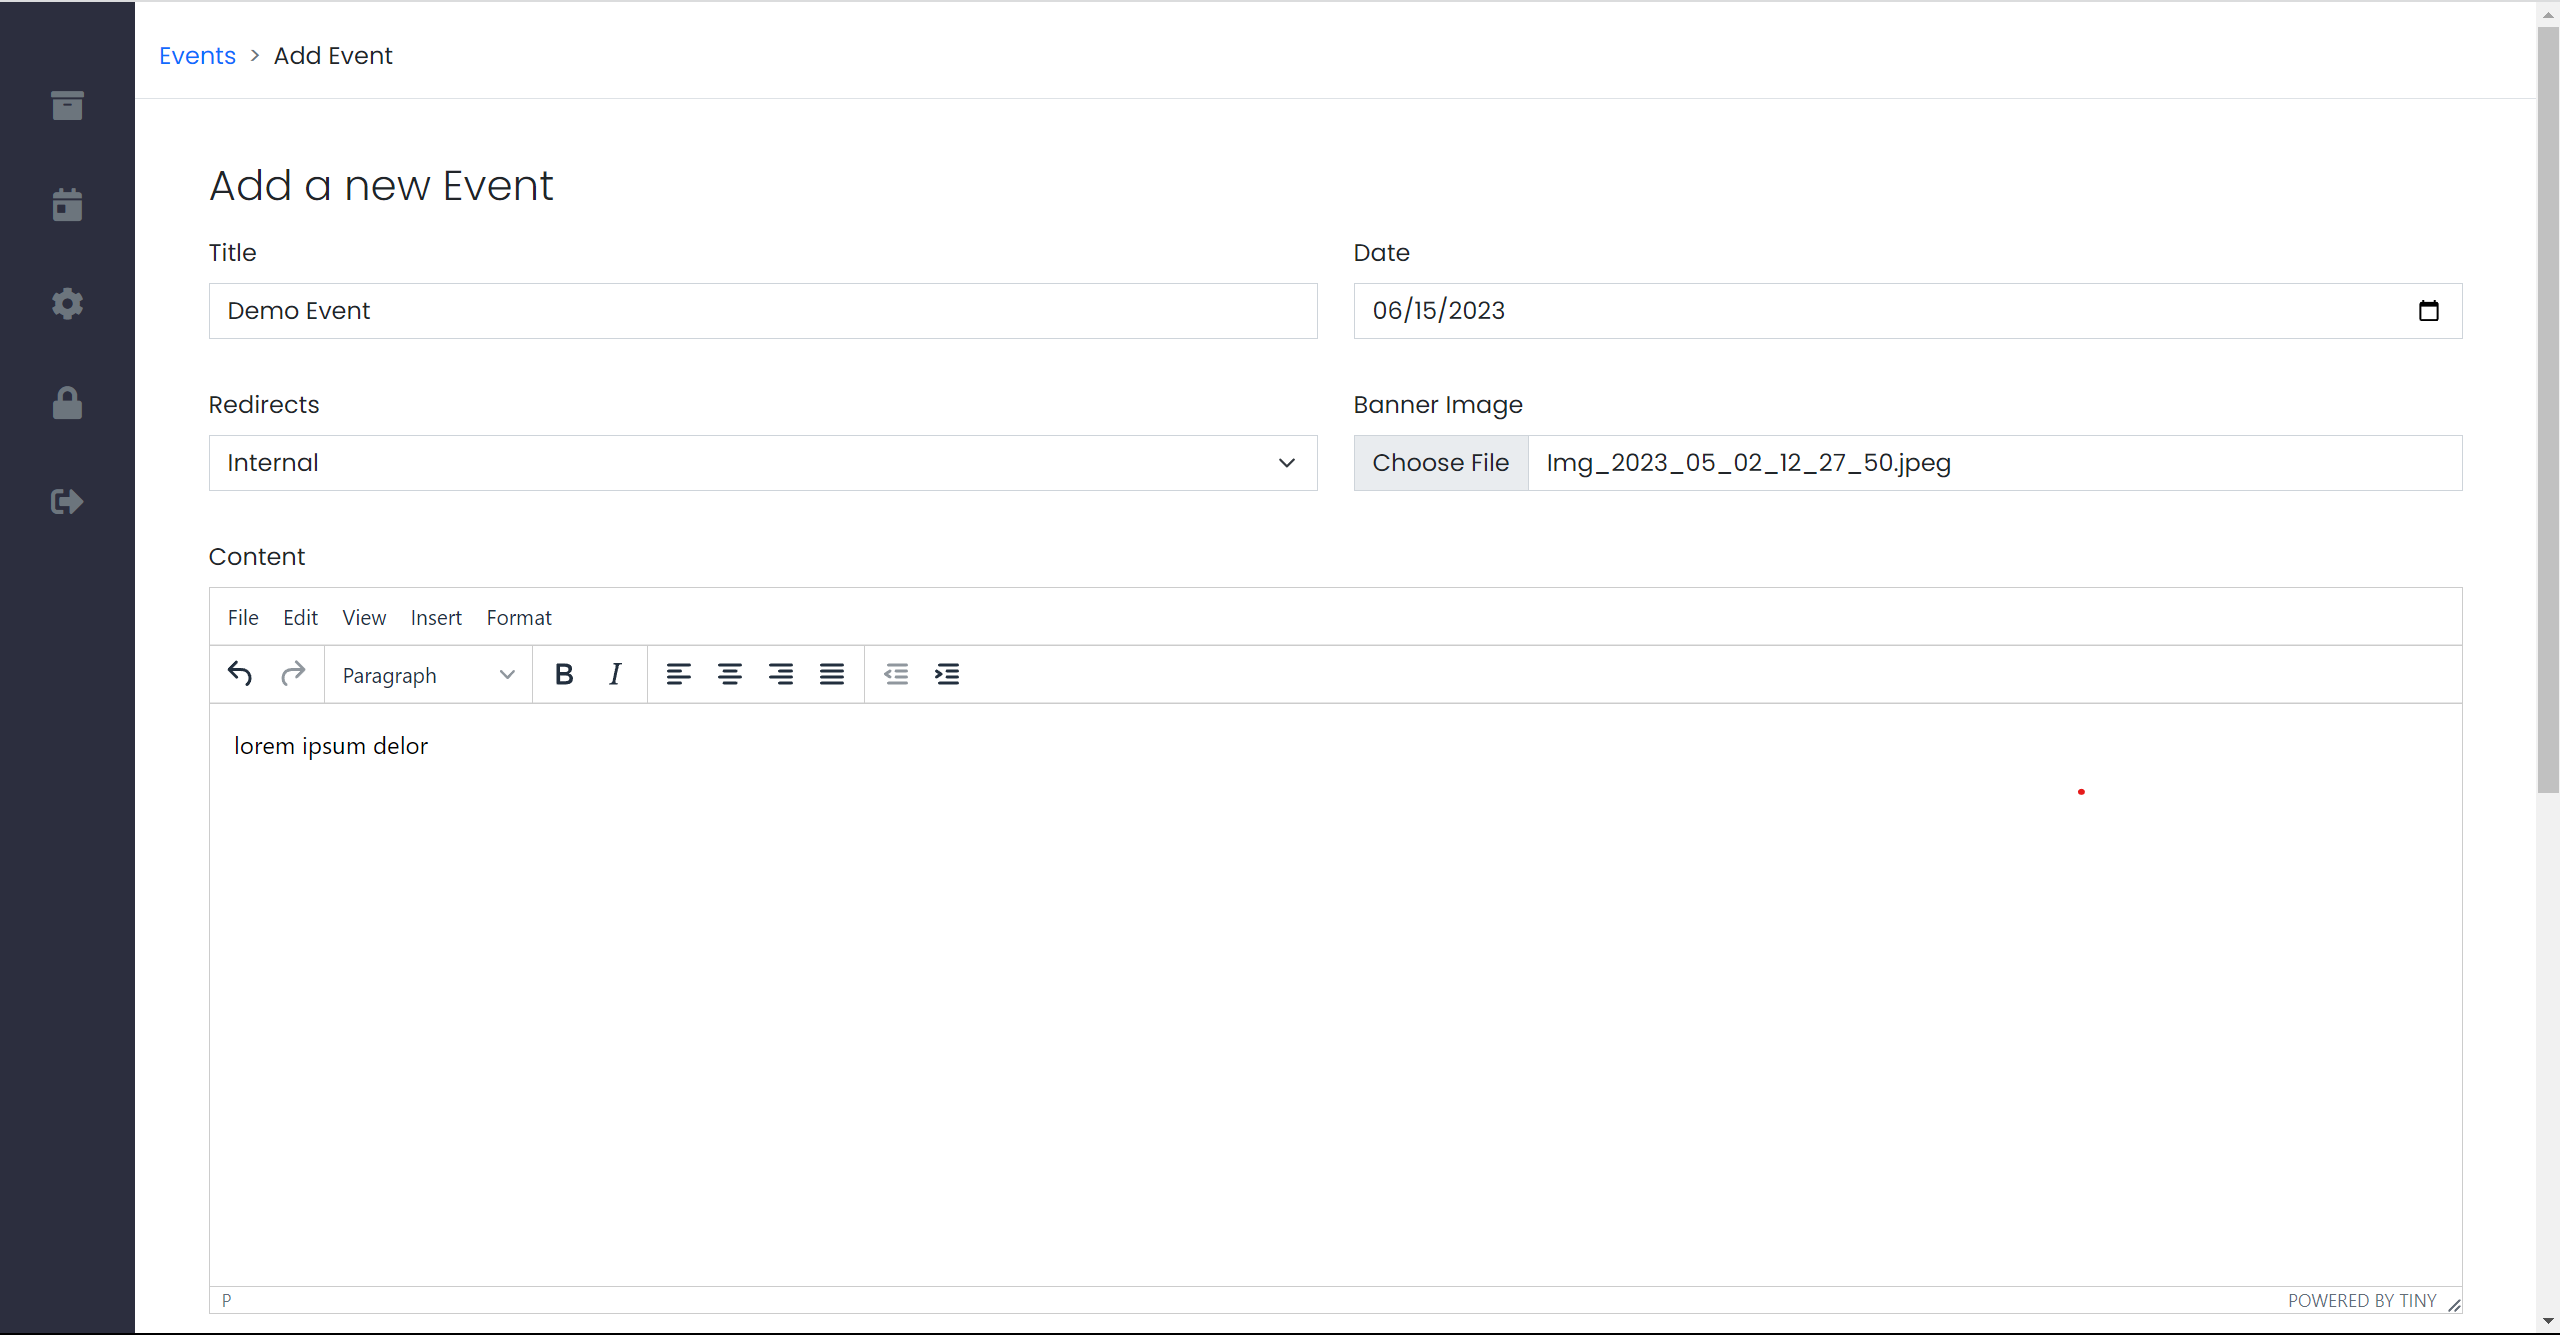 Events > Add Event
Add a new Event
Title
Date
Demo Event
06/15/2023
Redirects
Banner Image
Internal
Choose File Img_2023_05_02_12_27_50.jpeg
Content
File Edit View Insert Format
Paragraph B I
lorem ipsum delor
P
POWERED BY TINY